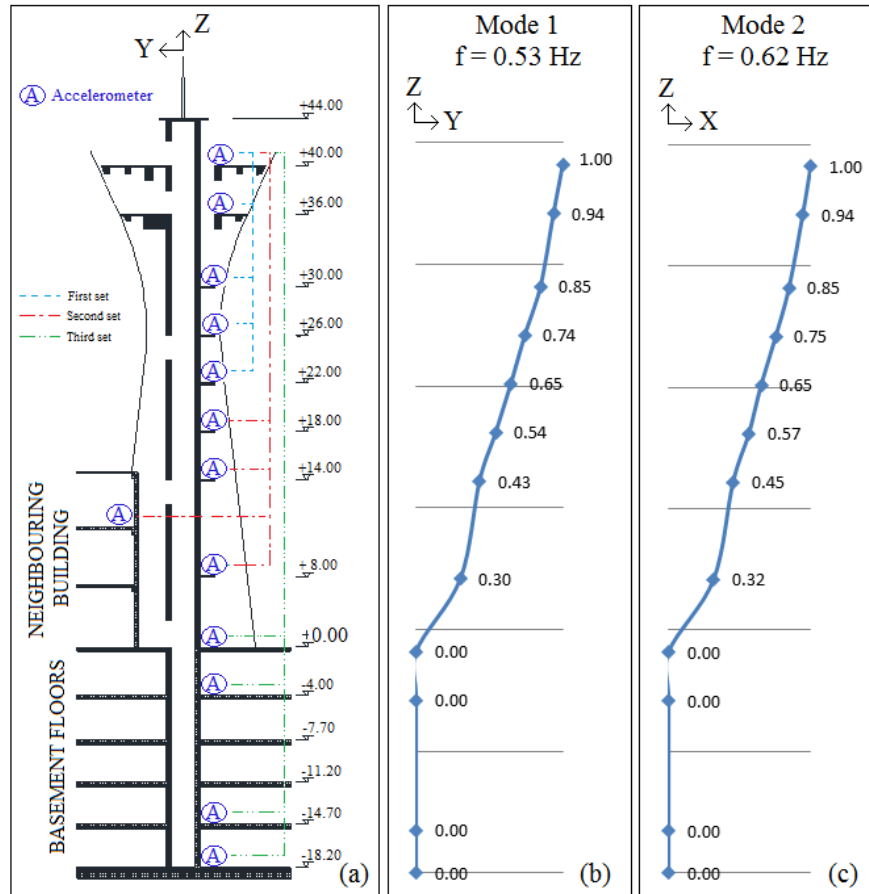 Z
Y
A Accelerometer
+44.00
A
+40.00
A
+36.00
A
+30.00
First set
Second set
Third set
A
+26.00
A
+22.00
A
+18.00
A
+14.00
A
NEIGHBOURING
BUILDING
A
+ 8.00
A
+0.00
A
-4.00
BASEMENT FLOORS
-7.70
-11.20
A
-14.70
A
-18.20
(a)
Mode 1
f = 0.53 Hz
Z
Y
1.00
0.94
0.85
0.74
0.65
0.54
0.43
0.30
0.00
0.00
0.00
0.00
(b)
Mode 2
f = 0.62 Hz
Z
X
1.00
0.94
0.85
0.75
0.65
0.57
0.45
0.32
0.00
0.00
0.00
0.00
(c)